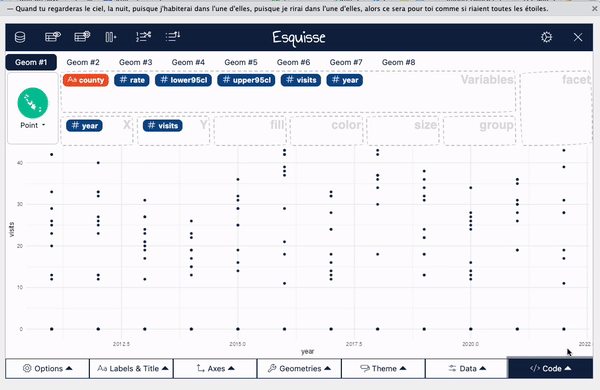 — Quand tu regarderas le ciel, la nuit, puisque j'habiterai dans l'une d'elles, puisque je rirai dans l'une d'elles, alors ce sera pour toi comme si riaient toutes les étoiles.
Esquisse
Geom #1 Geom #2 Geom #3 Geom #4 Geom #5 Geom #6 Geom #7 Geom #8
Aa county # rate # lower95cl # upper95cl # visits # year Variables facet
Point
# year X # visits Y fill color size group
40
30
20
10
0
visits
2012.5 2015.0 2017.5 2020.0 2022.
year
Options Aa Labels & Title Axes Geometries Theme Data </> Code